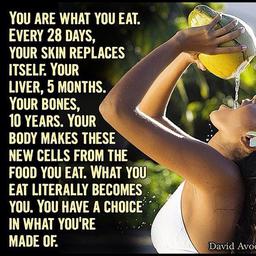 You are what you eat.
Every 28 days,
your skin replaces
itself. Your
liver, 5 months.
Your bones,
10 years. Your
body makes these
new cells from the
food you eat. What you
eat literally becomes
you. You have a choice
in what you're
made of.
David